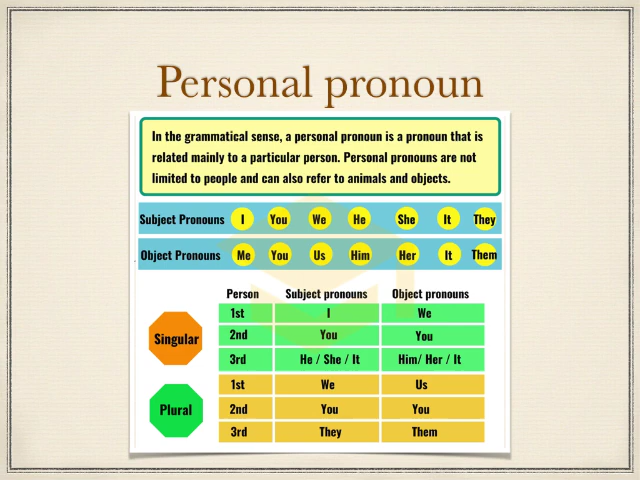 Personal pronoun
In the grammatical sense, a personal pronoun is a pronoun that is
related mainly to a particular person. Personal pronouns are not
limited to people and can also refer to animals and objects.
Subject Pronouns I You We He She It They
Object Pronouns Me You Us Him Her It Them
Person Subject pronouns Object pronouns
Singular
1st I We
2nd You You
3rd He / She / It Him/ Her / It
Plural
1st We Us
2nd You You
3rd They Them